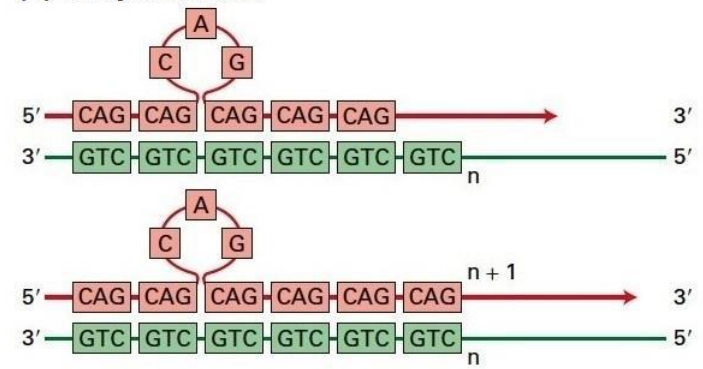 A
C G
5′ CAG CAG CAG CAG CAG 3′
3′ GTC GTC GTC GTC GTC GTC 5′
n
A
C G
n + 1
5′ CAG CAG CAG CAG CAG CAG 3′
3′ GTC GTC GTC GTC GTC GTC 5′
n